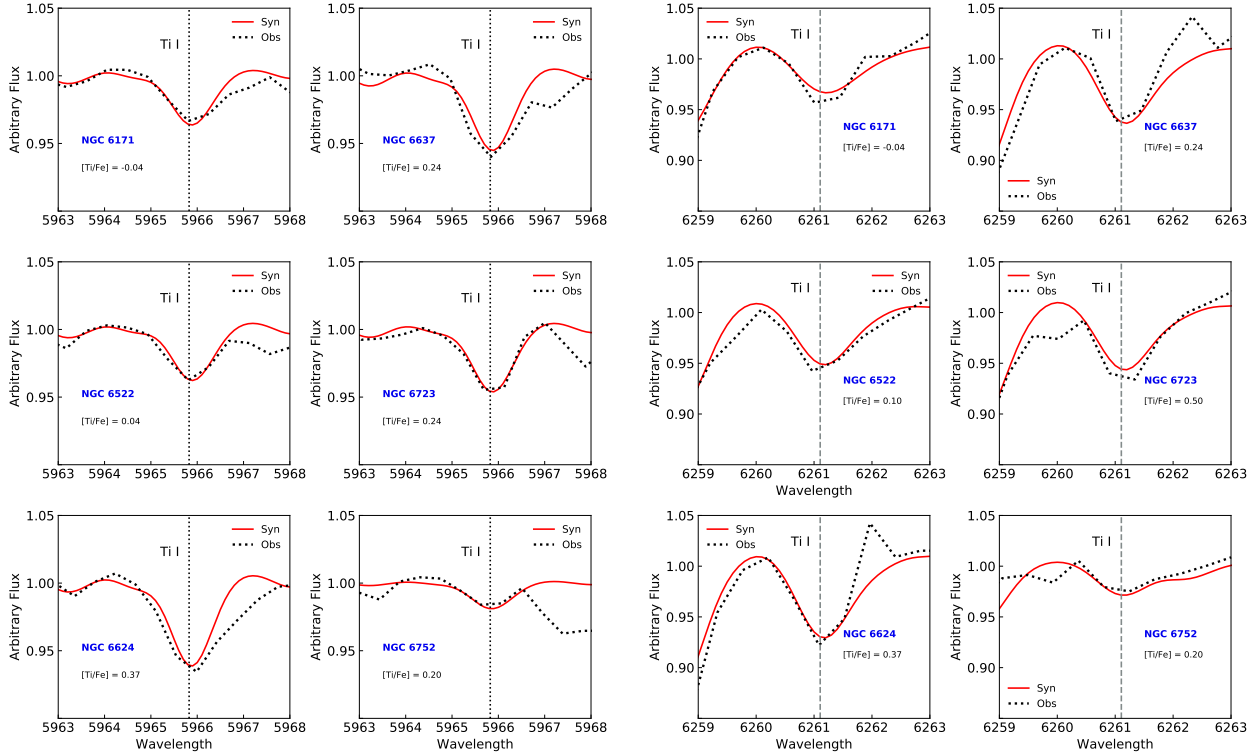 1.05
1.00
0.95
5963 5964 5965 5966 5967 5968
Arbitrary Flux
Ti I
Syn
Obs
NGC 6171
[Ti/Fe] = -0.04
1.05
1.00
0.95
5963 5964 5965 5966 5967 5968
Arbitrary Flux
Ti I
Syn
Obs
NGC 6637
[Ti/Fe] = 0.24
1.05
1.00
0.95
0.90
6259 6260 6261 6262 6263
Arbitrary Flux
Ti I
Syn
Obs
NGC 6171
[Ti/Fe] = -0.04
1.05
1.00
0.95
0.90
6259 6260 6261 6262 6263
Arbitrary Flux
Ti I
NGC 6637
[Ti/Fe] = 0.24
Syn
Obs
1.05
1.00
0.95
5963 5964 5965 5966 5967 5968
Arbitrary Flux
Ti I
Syn
Obs
NGC 6522
[Ti/Fe] = 0.04
1.05
1.00
0.95
5963 5964 5965 5966 5967 5968
Arbitrary Flux
Ti I
Syn
Obs
NGC 6723
[Ti/Fe] = 0.24
1.05
1.00
0.95
0.90
6259 6260 6261 6262 6263
Wavelength
Arbitrary Flux
Ti I
Syn
Obs
NGC 6522
[Ti/Fe] = 0.10
1.05
1.00
0.95
0.90
6259 6260 6261 6262 6263
Wavelength
Arbitrary Flux
Syn
Obs
Ti I
NGC 6723
[Ti/Fe] = 0.50
1.05
1.00
0.95
5963 5964 5965 5966 5967 5968
Wavelength
Arbitrary Flux
Ti I
Syn
Obs
NGC 6624
[Ti/Fe] = 0.37
1.05
1.00
0.95
5963 5964 5965 5966 5967 5968
Wavelength
Arbitrary Flux
Ti I
Syn
Obs
NGC 6752
[Ti/Fe] = 0.20
1.05
1.00
0.95
0.90
6259 6260 6261 6262 6263
Arbitrary Flux
Syn
Obs
Ti I
NGC 6624
[Ti/Fe] = 0.37
1.05
1.00
0.95
0.90
6259 6260 6261 6262 6263
Arbitrary Flux
Ti I
NGC 6752
[Ti/Fe] = 0.20
Syn
Obs